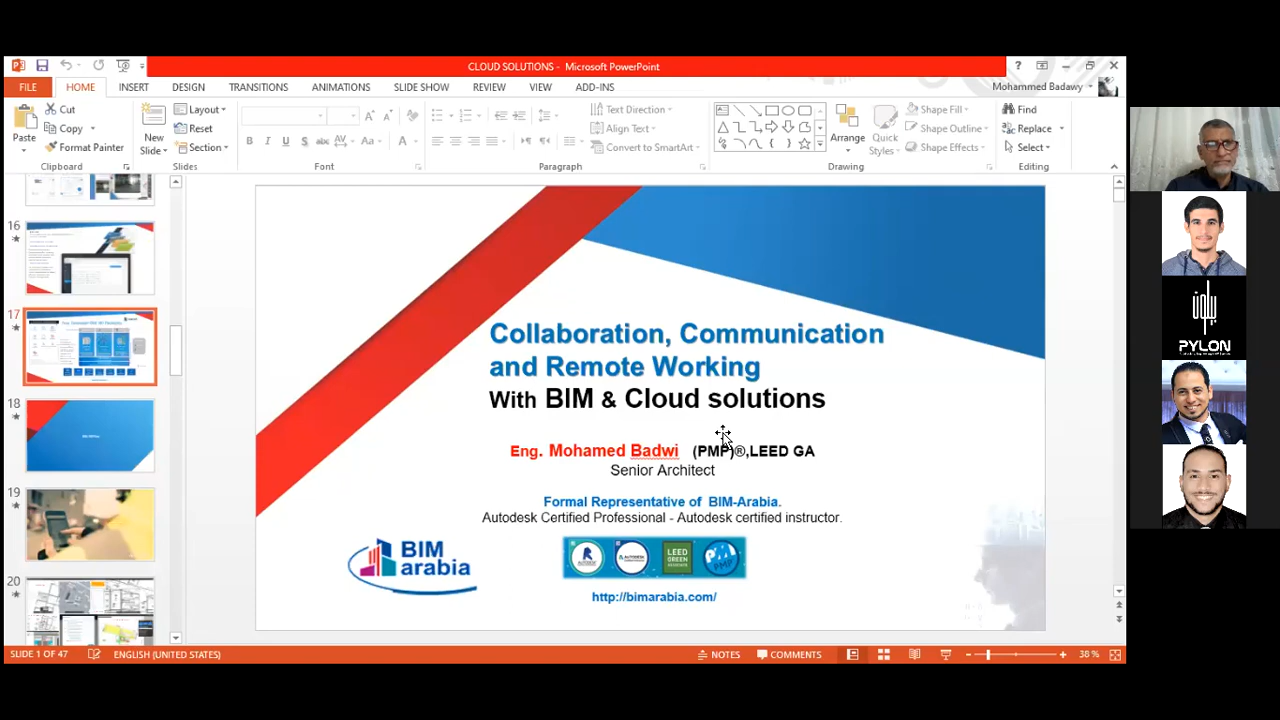 CLOUD SOLUTIONS - Microsoft PowerPoint
FILE HOME INSERT DESIGN TRANSITIONS ANIMATIONS SLIDE SHOW REVIEW VIEW ADD-INS
Mohammed Badawy
Paste
Cut
Copy
Format Painter
Clipboard
New Slide
Layout
Reset
Section
Slides
B I U S abc AV Aa A
Font
Text Direction
Align Text
Convert to SmartArt
Paragraph
Arrange
Quick Styles
Shape Fill
Shape Outline
Shape Effects
Drawing
Find
Replace
Select
Editing
16
17
18
19
20
Collaboration, Communication
and Remote Working
With BIM & Cloud solutions
Eng. Mohamed Badwi (PMP)®,LEED GA
Senior Architect
Formal Representative of BIM-Arabia.
Autodesk Certified Professional - Autodesk certified instructor.
BIM
arabia
LEED
GREEN
PMP
http://bimarabia.com/
بيلون
PYLON
SLIDE 1 OF 47
ENGLISH (UNITED STATES)
NOTES
COMMENTS
38 %